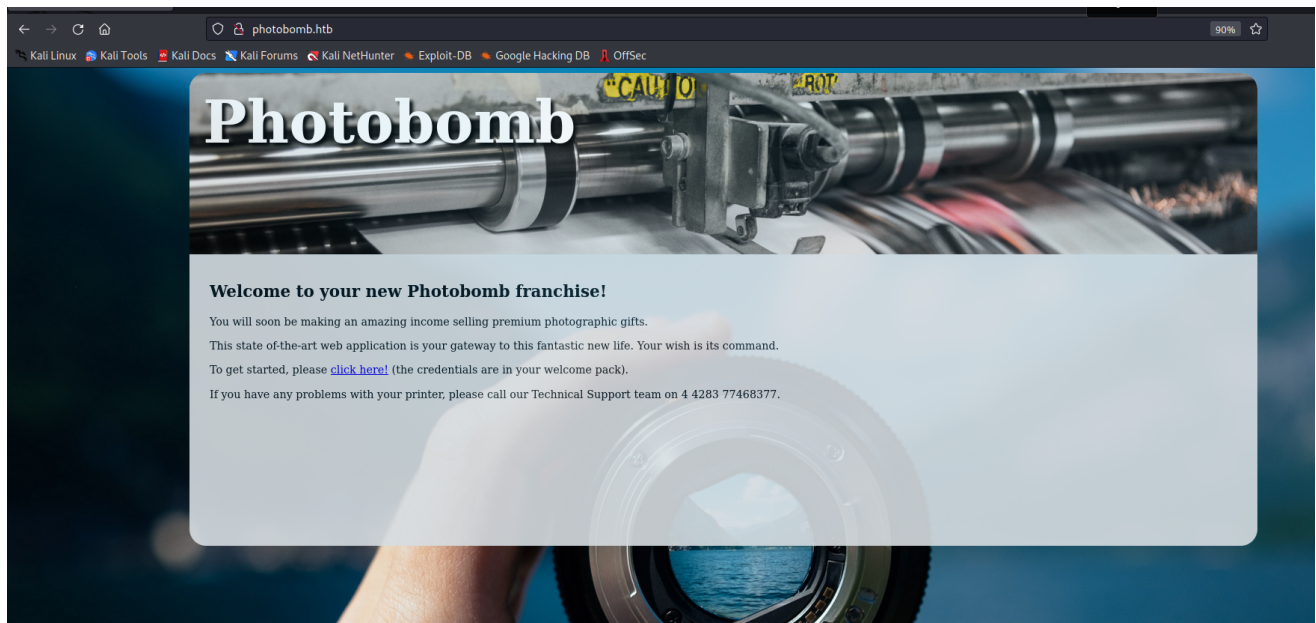 photobomb.htb
90%
Kali Linux Kali Tools Kali Docs Kali Forums Kali NetHunter Exploit-DB Google Hacking DB OffSec
Photobomb
Welcome to your new Photobomb franchise!
You will soon be making an amazing income selling premium photographic gifts.
This state of-the-art web application is your gateway to this fantastic new life. Your wish is its command.
To get started, please click here! (the credentials are in your welcome pack).
If you have any problems with your printer, please call our Technical Support team on 4 4283 77468377.